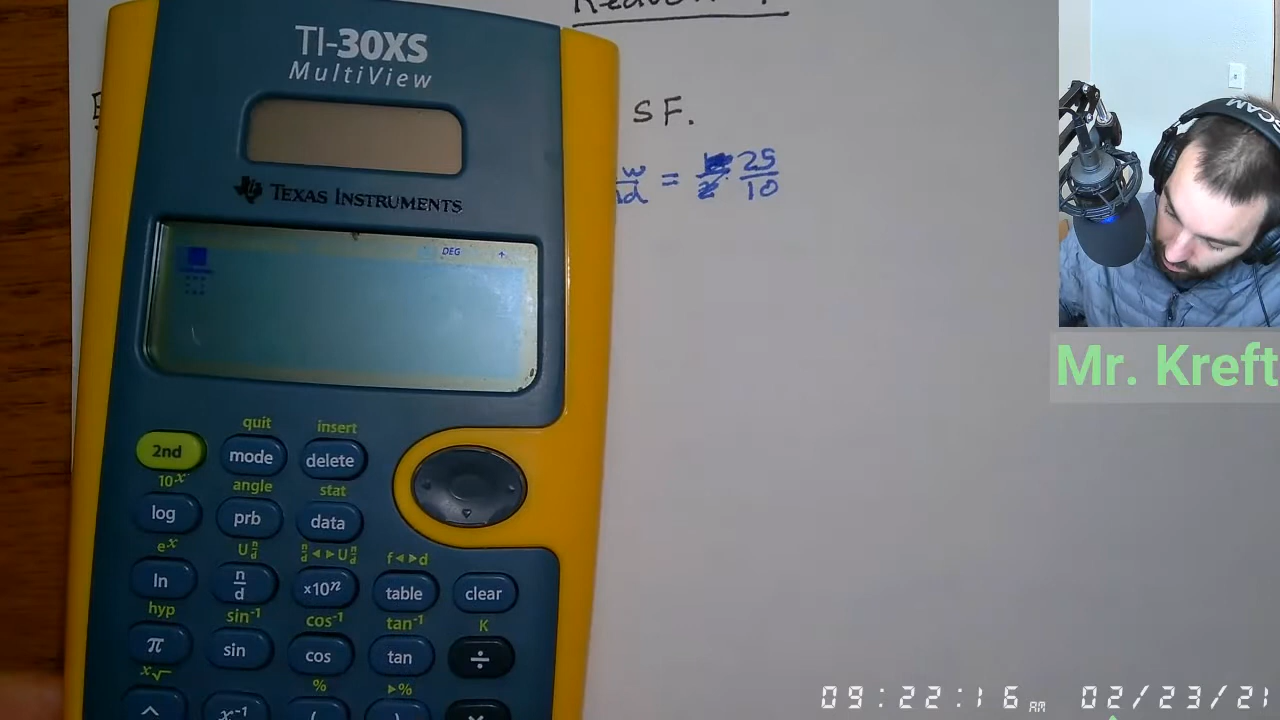 TI-30XS
MultiView
TEXAS INSTRUMENTS
SF.
w = 25
d 10
DEG
quit insert
2nd mode delete
10ˣ angle stat
log prb data
eˣ U n/d n/d ◄► U n/d f◄►d
ln n/d ×10ⁿ table clear
hyp sin⁻¹ cos⁻¹ tan⁻¹ K
π sin cos tan ÷
x√ % ►%
^ x⁻¹ ( )
Mr. Kreft
09:22:16 AM 02/23/21